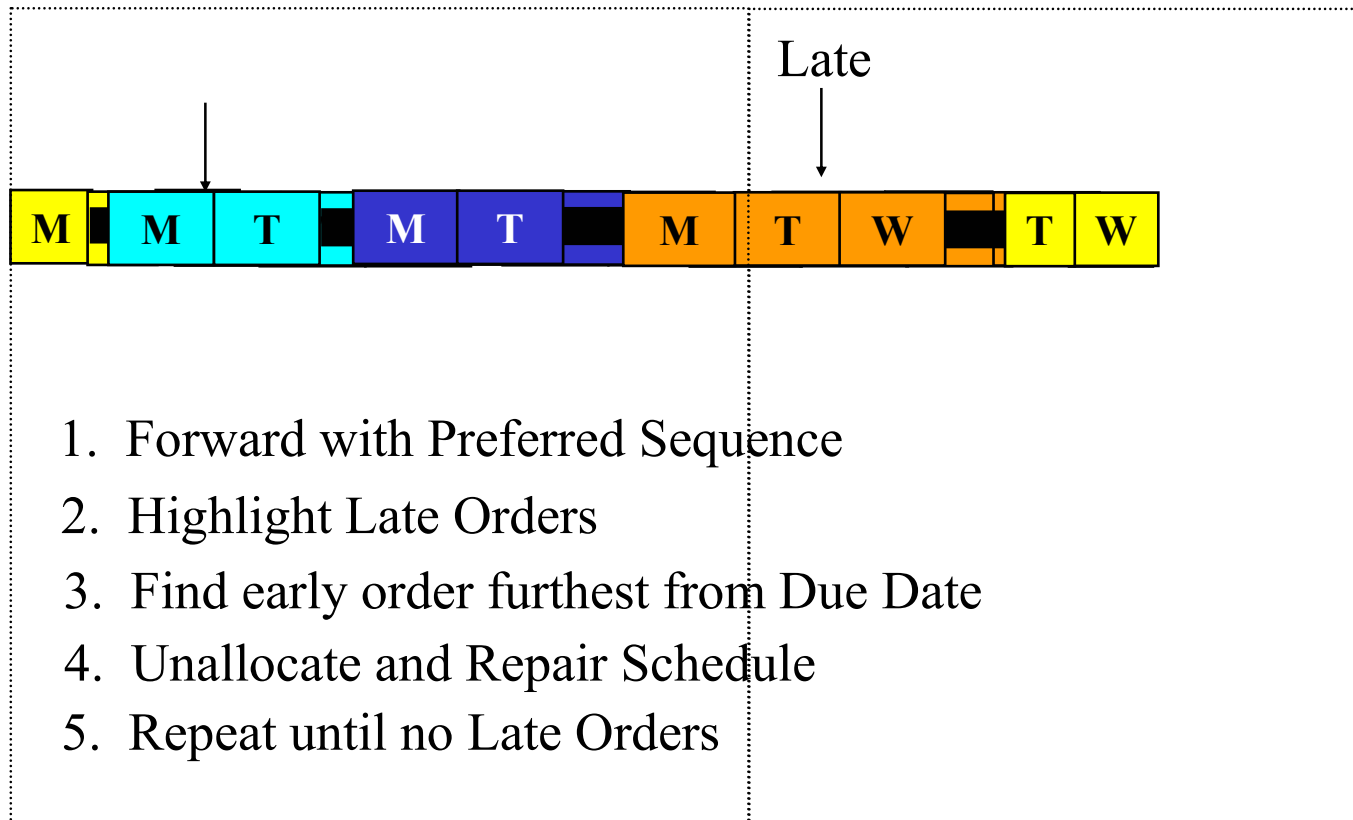 Late
M M T M T M T W T W
1. Forward with Preferred Sequence
2. Highlight Late Orders
3. Find early order furthest from Due Date
4. Unallocate and Repair Schedule
5. Repeat until no Late Orders